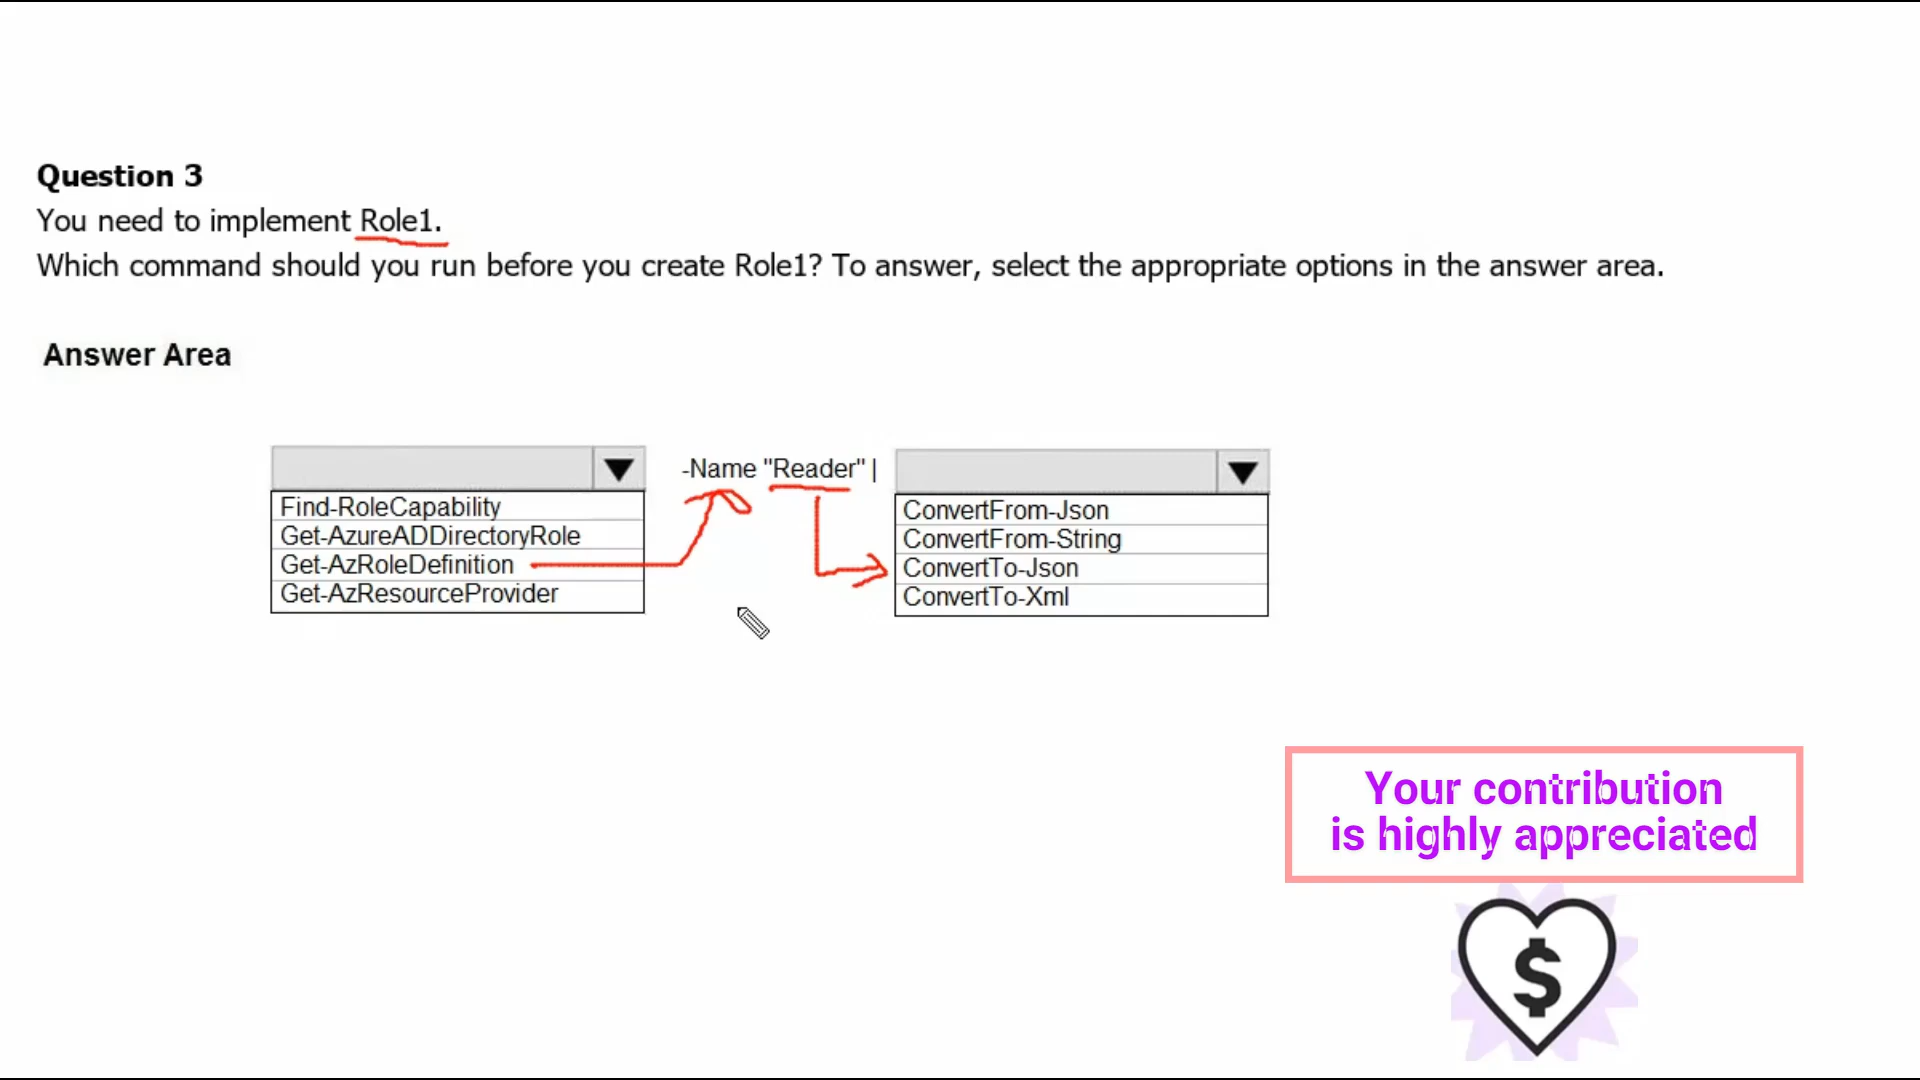 Question 3
You need to implement Role1.
Which command should you run before you create Role1? To answer, select the appropriate options in the answer area.
Answer Area
-Name "Reader" |
Find-RoleCapability
Get-AzureADDirectoryRole
Get-AzRoleDefinition
Get-AzResourceProvider
ConvertFrom-Json
ConvertFrom-String
ConvertTo-Json
ConvertTo-Xml
Your contribution
is highly appreciated
$